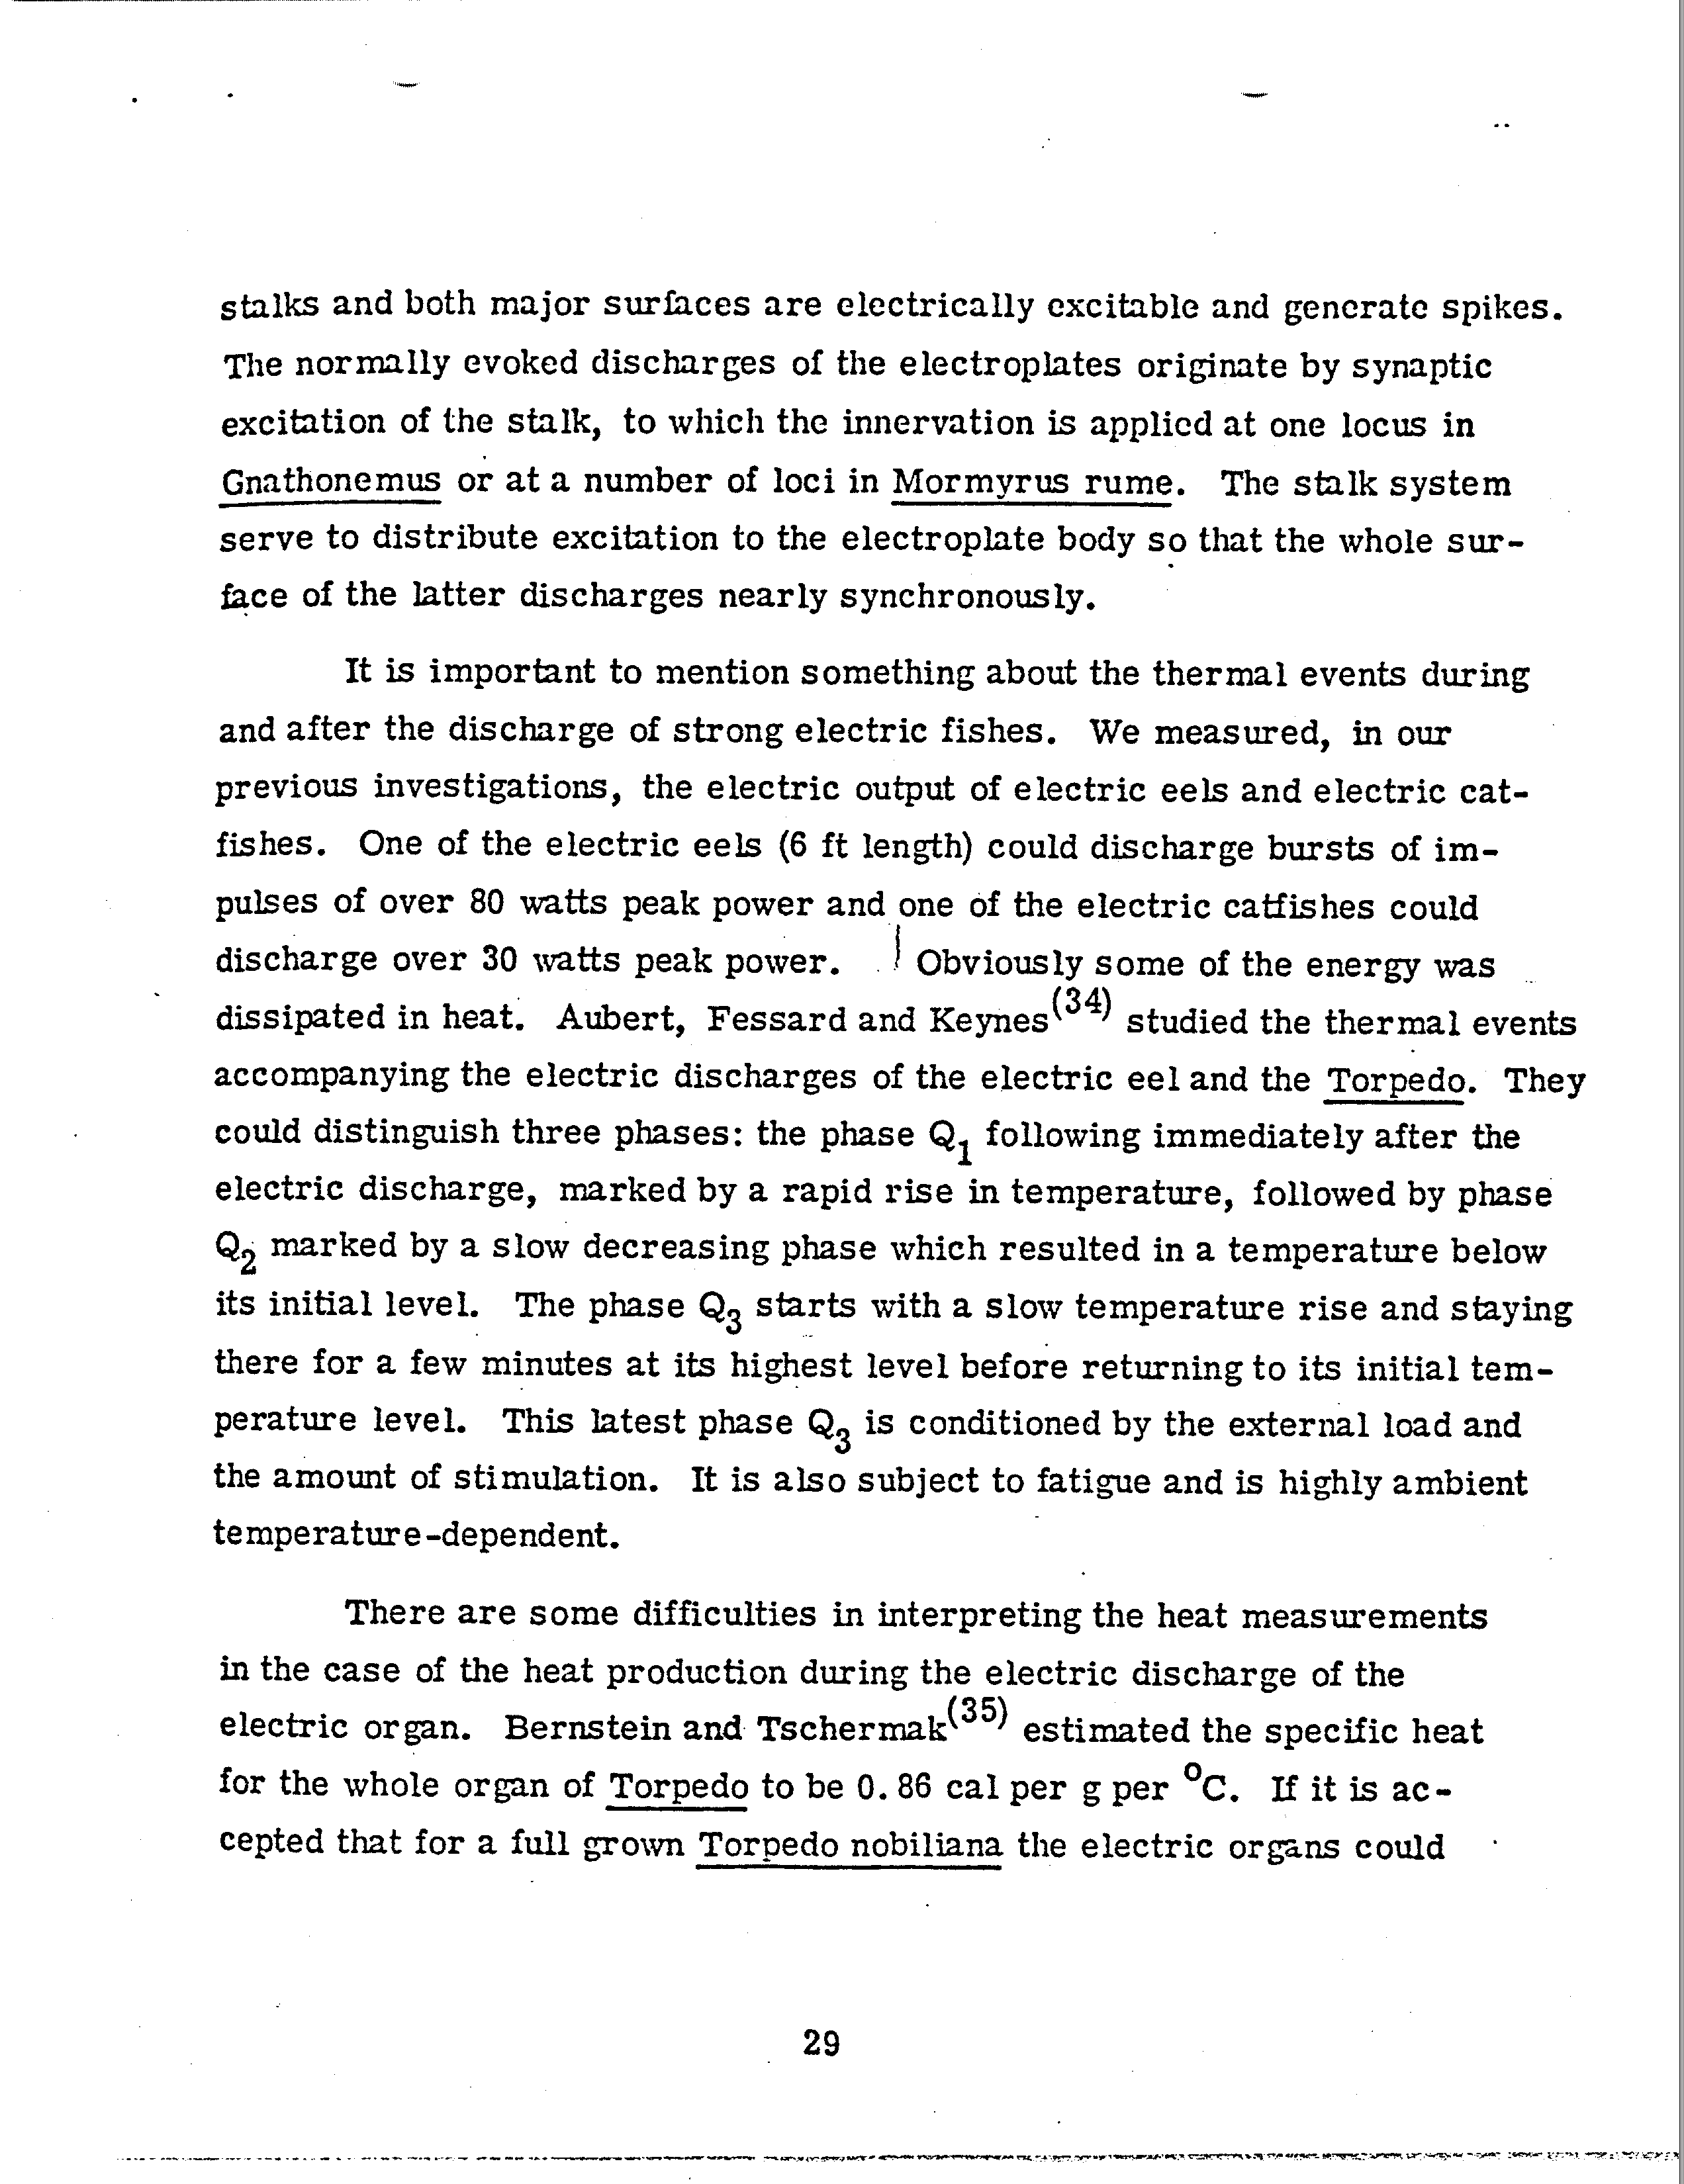 stalks and both major surfaces are electrically excitable and generate spikes.
The normally evoked discharges of the electroplates originate by synaptic
excitation of the stalk, to which the innervation is applied at one locus in
Gnathonemus or at a number of loci in Mormyrus rume. The stalk system
serve to distribute excitation to the electroplate body so that the whole sur-
face of the latter discharges nearly synchronously.
It is important to mention something about the thermal events during
and after the discharge of strong electric fishes. We measured, in our
previous investigations, the electric output of electric eels and electric cat-
fishes. One of the electric eels (6 ft length) could discharge bursts of im-
pulses of over 80 watts peak power and one of the electric catfishes could
discharge over 30 watts peak power. Obviously some of the energy was
dissipated in heat. Aubert, Fessard and Keynes(34) studied the thermal events
accompanying the electric discharges of the electric eel and the Torpedo. They
could distinguish three phases: the phase Q1 following immediately after the
electric discharge, marked by a rapid rise in temperature, followed by phase
Q2 marked by a slow decreasing phase which resulted in a temperature below
its initial level. The phase Q3 starts with a slow temperature rise and staying
there for a few minutes at its highest level before returning to its initial tem-
perature level. This latest phase Q3 is conditioned by the external load and
the amount of stimulation. It is also subject to fatigue and is highly ambient
temperature-dependent.
There are some difficulties in interpreting the heat measurements
in the case of the heat production during the electric discharge of the
electric organ. Bernstein and Tschermak(35) estimated the specific heat
for the whole organ of Torpedo to be 0.86 cal per g per °C. If it is ac-
cepted that for a full grown Torpedo nobiliana the electric organs could
29